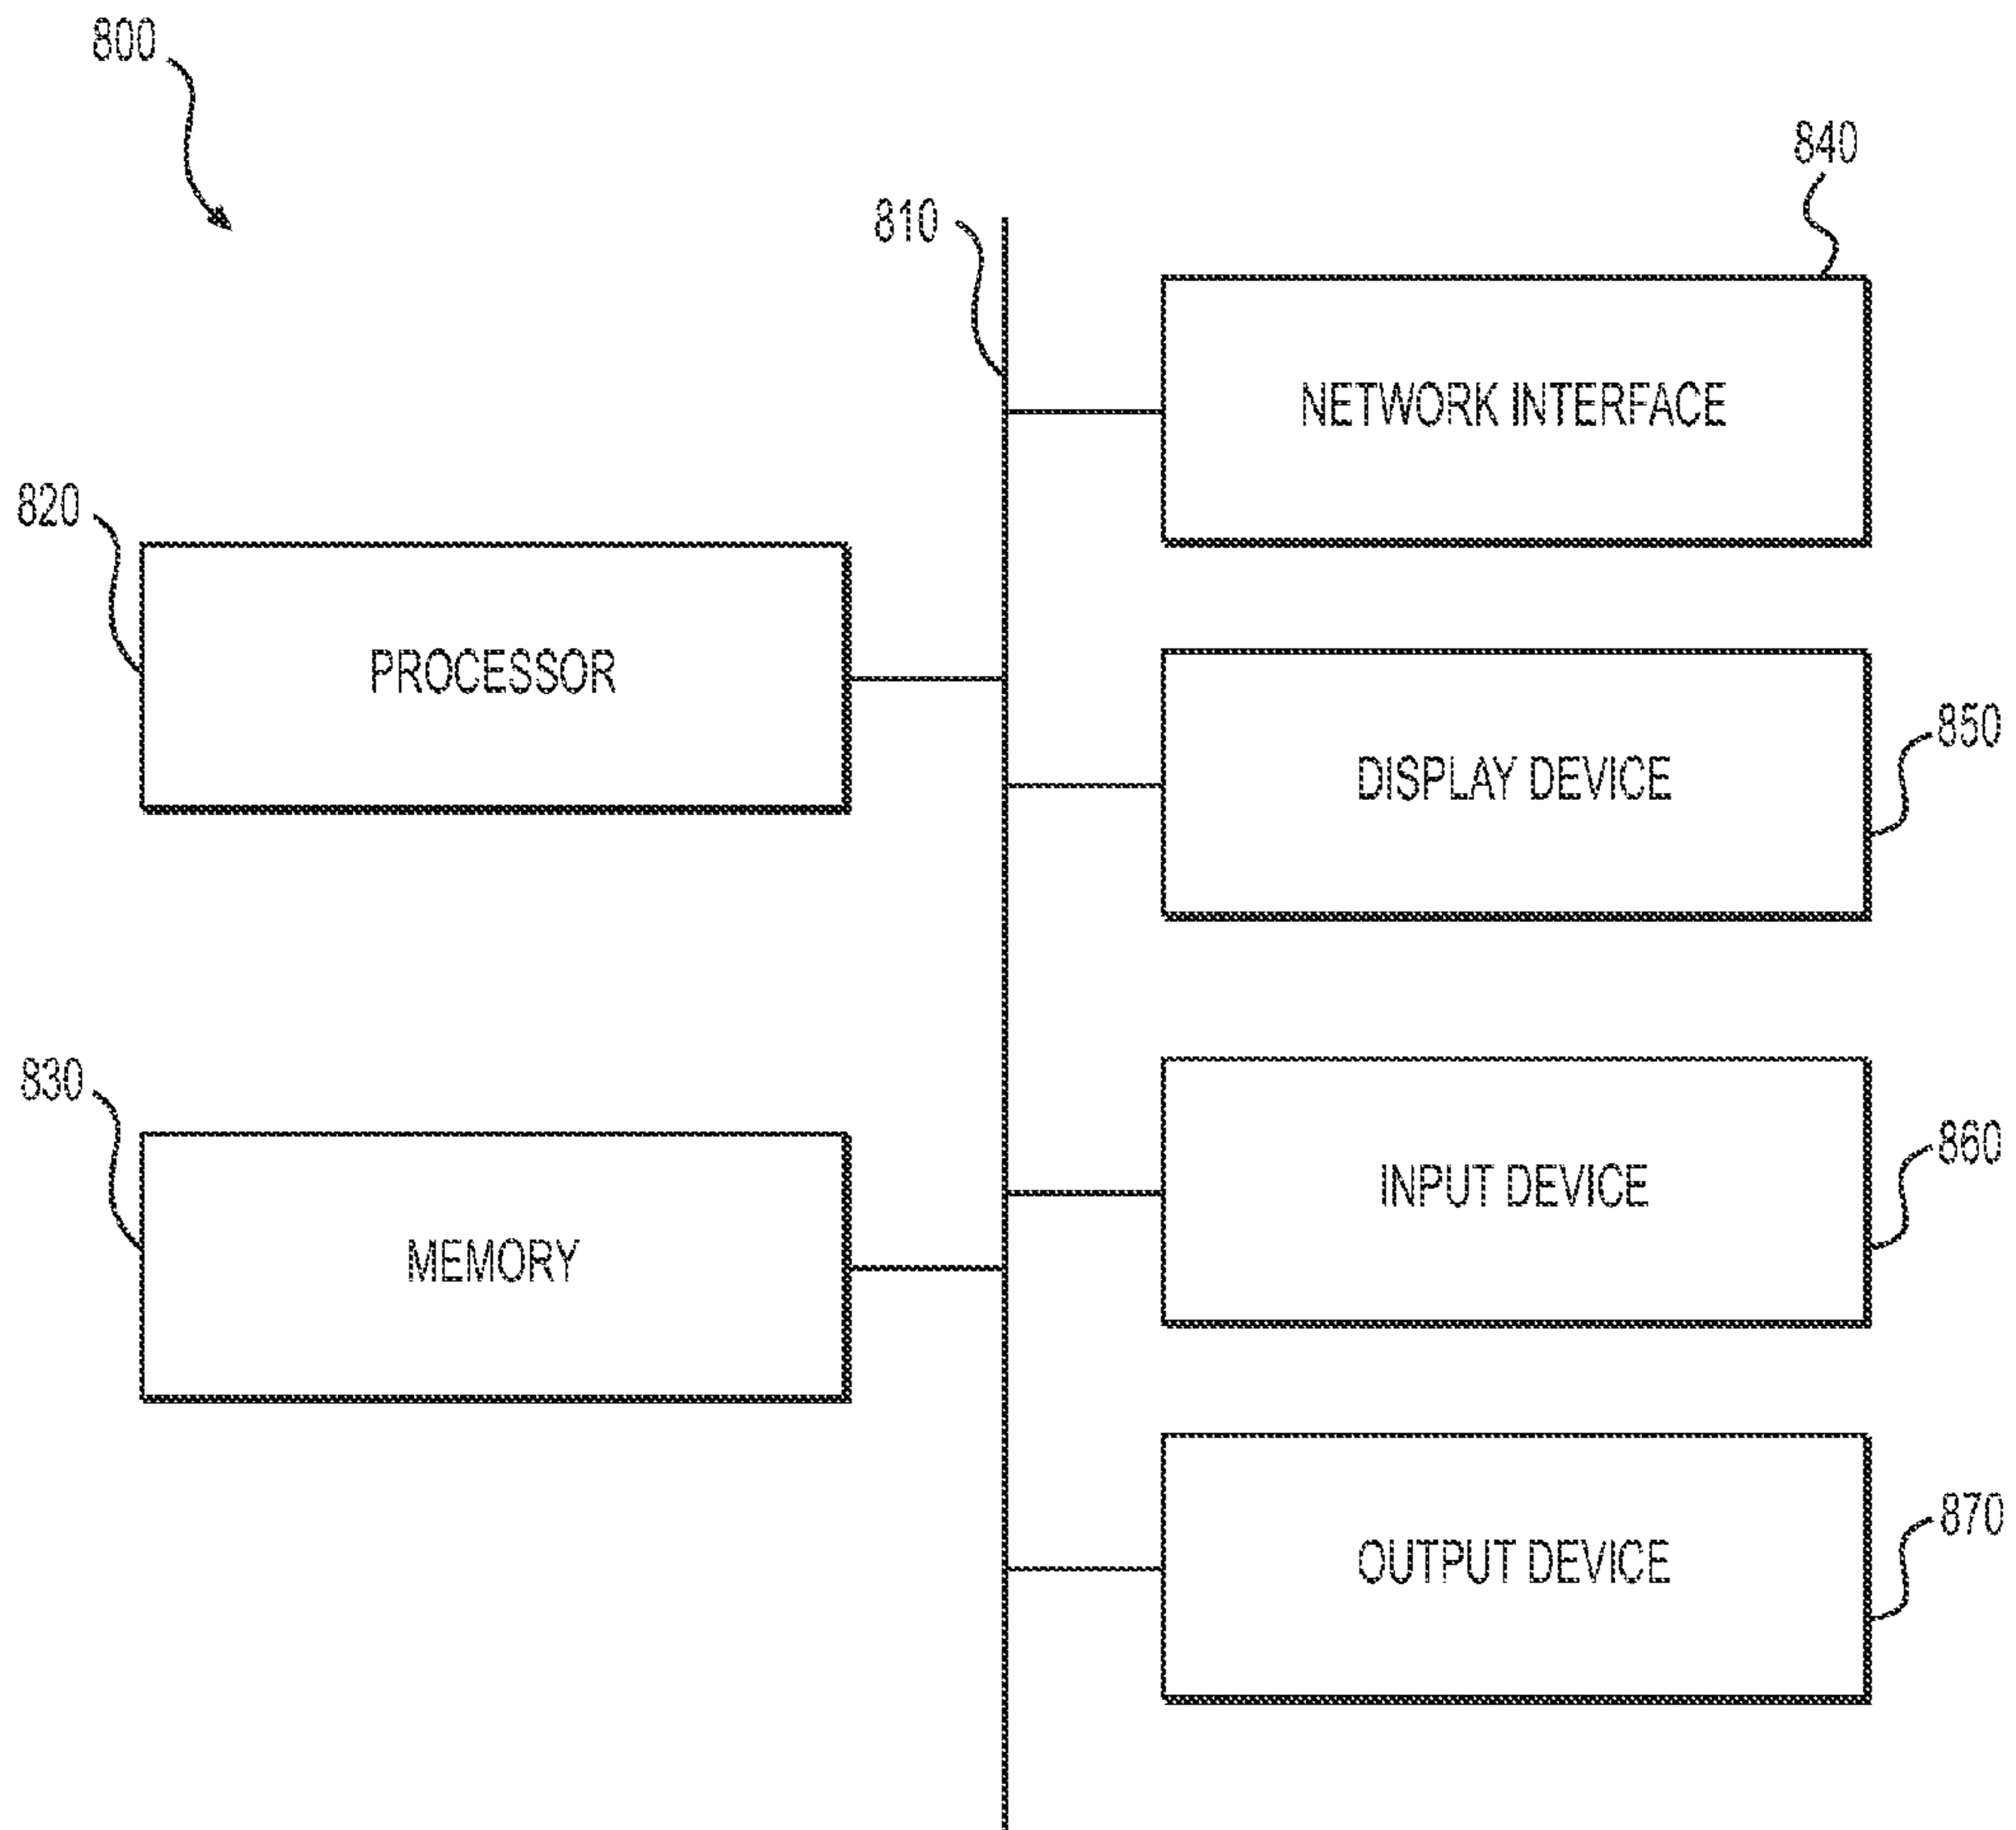 800
840
810
NETWORK INTERFACE
820
PROCESSOR
850
DISPLAY DEVICE
830
MEMORY
860
INPUT DEVICE
870
OUTPUT DEVICE